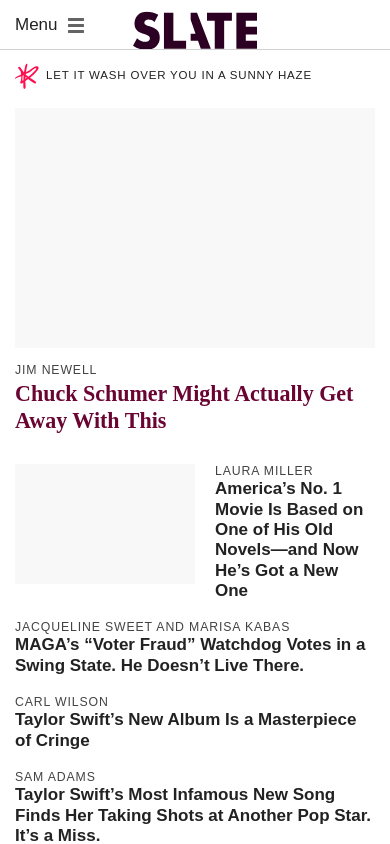 Menu
SLATE
LET IT WASH OVER YOU IN A SUNNY HAZE
JIM NEWELL
Chuck Schumer Might Actually Get
Away With This
LAURA MILLER
America’s No. 1
Movie Is Based on
One of His Old
Novels—and Now
He’s Got a New
One
JACQUELINE SWEET AND MARISA KABAS
MAGA’s “Voter Fraud” Watchdog Votes in a
Swing State. He Doesn’t Live There.
CARL WILSON
Taylor Swift’s New Album Is a Masterpiece
of Cringe
SAM ADAMS
Taylor Swift’s Most Infamous New Song
Finds Her Taking Shots at Another Pop Star.
It’s a Miss.